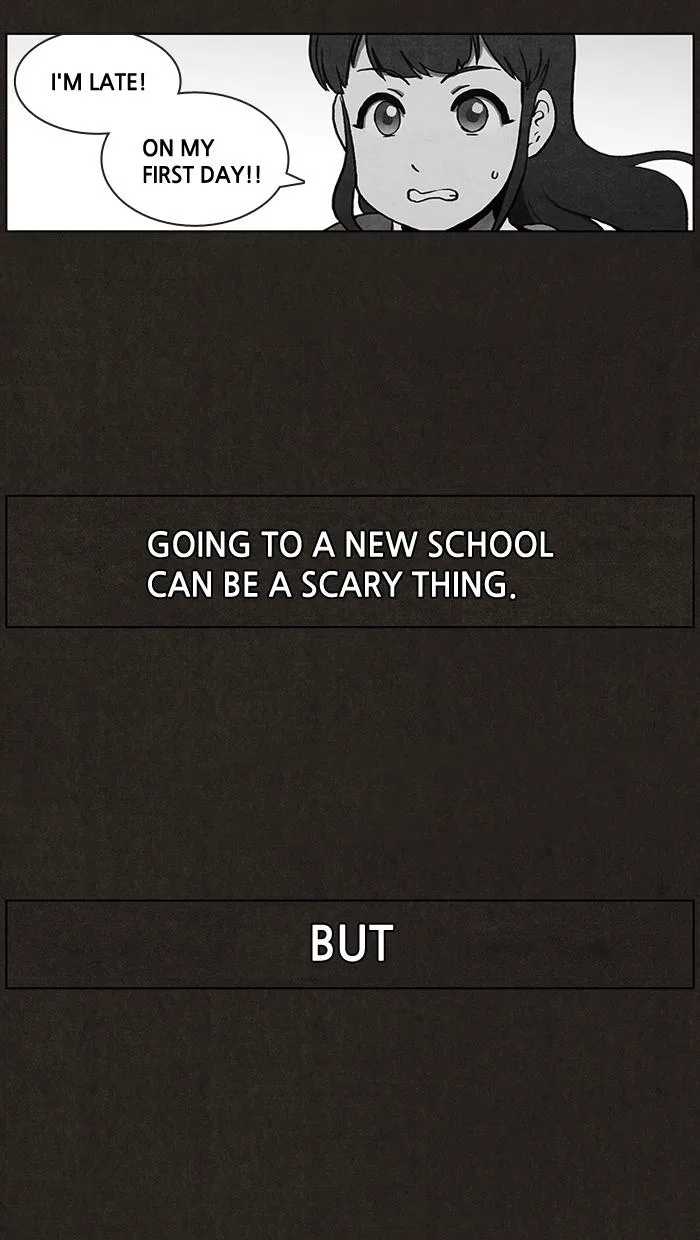 I'M LATE!
ON MY
FIRST DAY!!
GOING TO A NEW SCHOOL
CAN BE A SCARY THING.
BUT